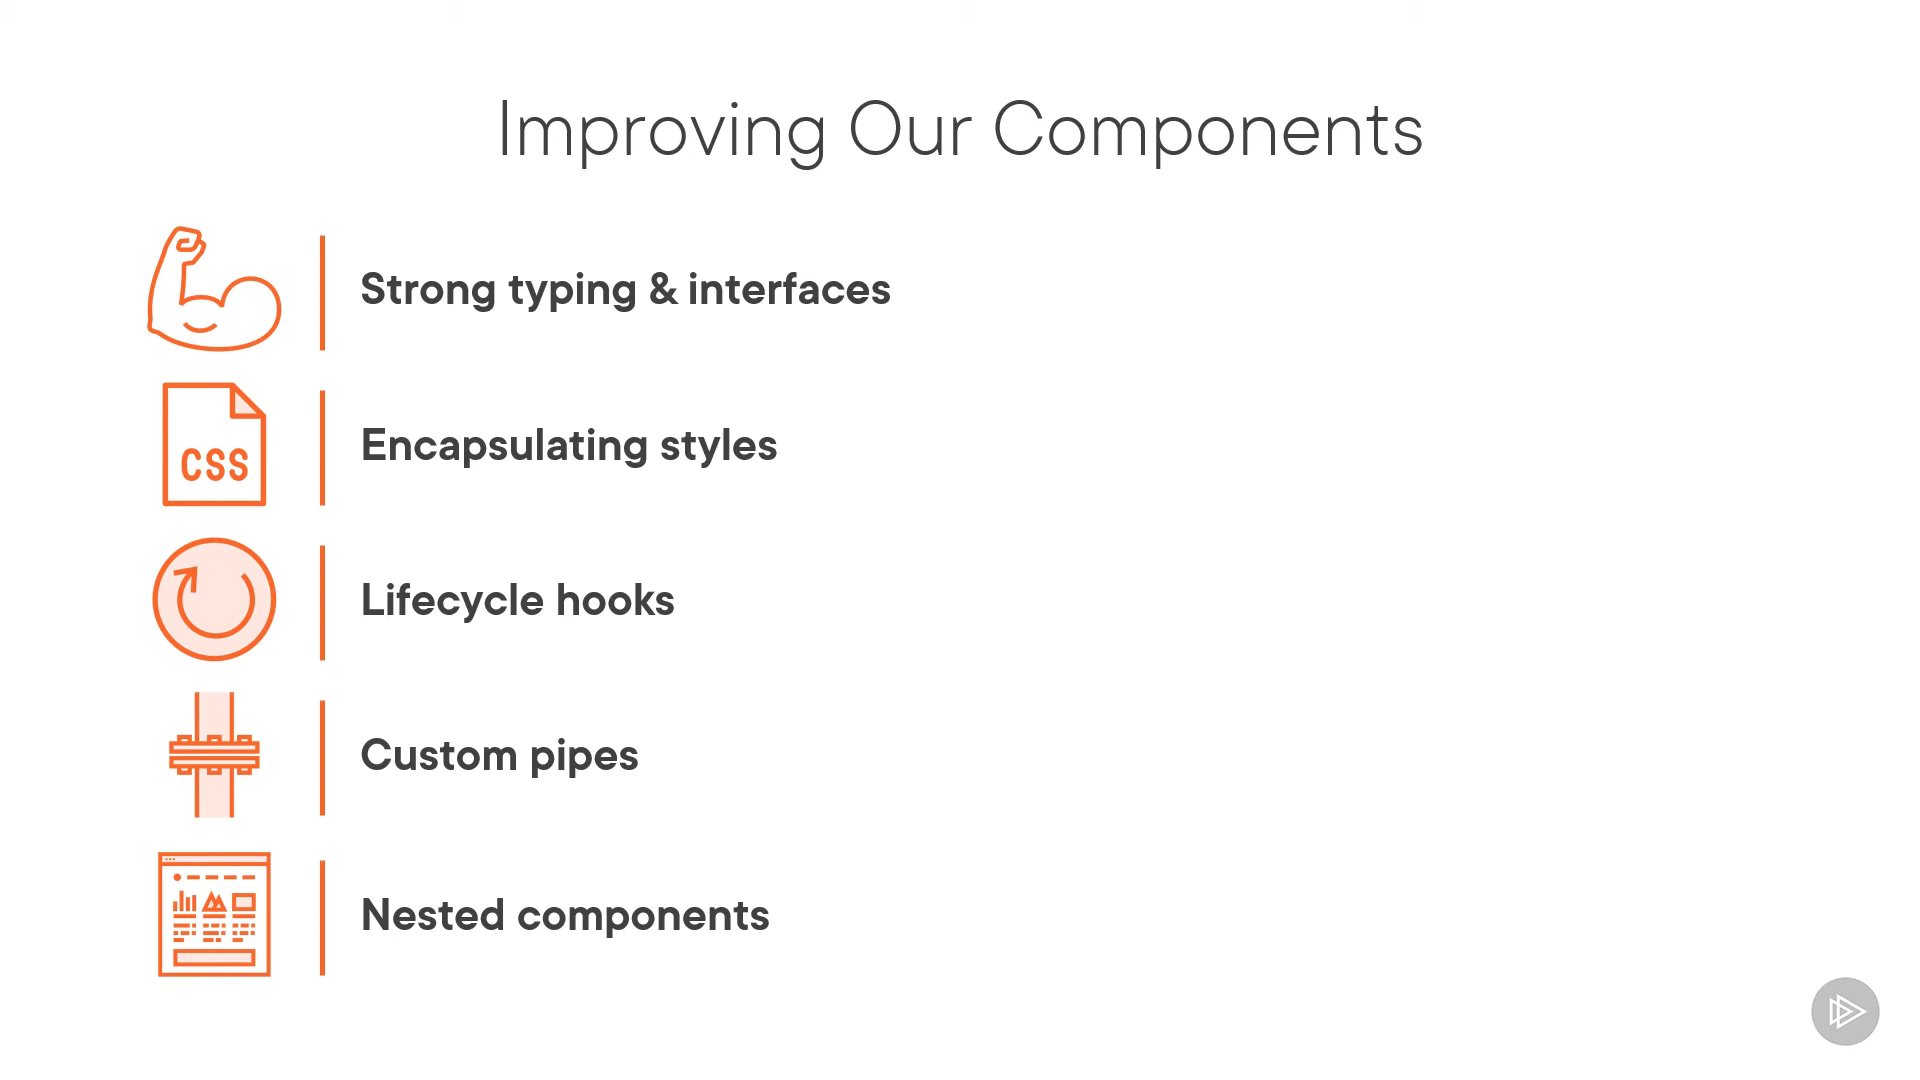 Improving Our Components
Strong typing & interfaces
CSS
Encapsulating styles
Lifecycle hooks
Custom pipes
Nested components